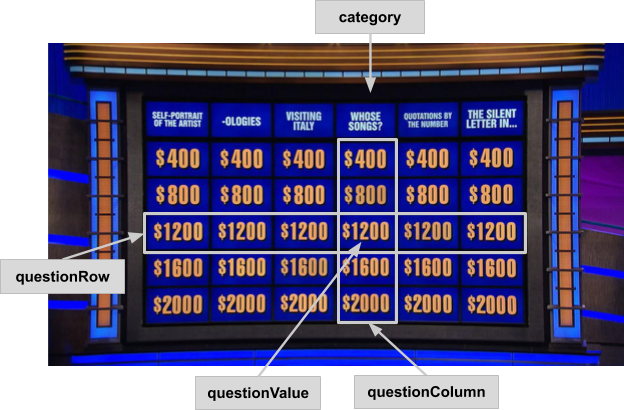 category
SELF-PORTRAIT
OF THE ARTIST
-OLOGIES
VISITING
ITALY
WHOSE
SONGS?
QUOTATIONS BY
THE NUMBER
THE SILENT
LETTER IN...
$400 $400 $400 $400 $400 $400
$800 $800 $800 $800 $800 $800
$1200 $1200 $1200 $1200 $1200 $1200
questionRow
$1600 $1600 $1600 $1600 $1600 $1600
$2000 $2000 $2000 $2000 $2000 $2000
questionValue
questionColumn